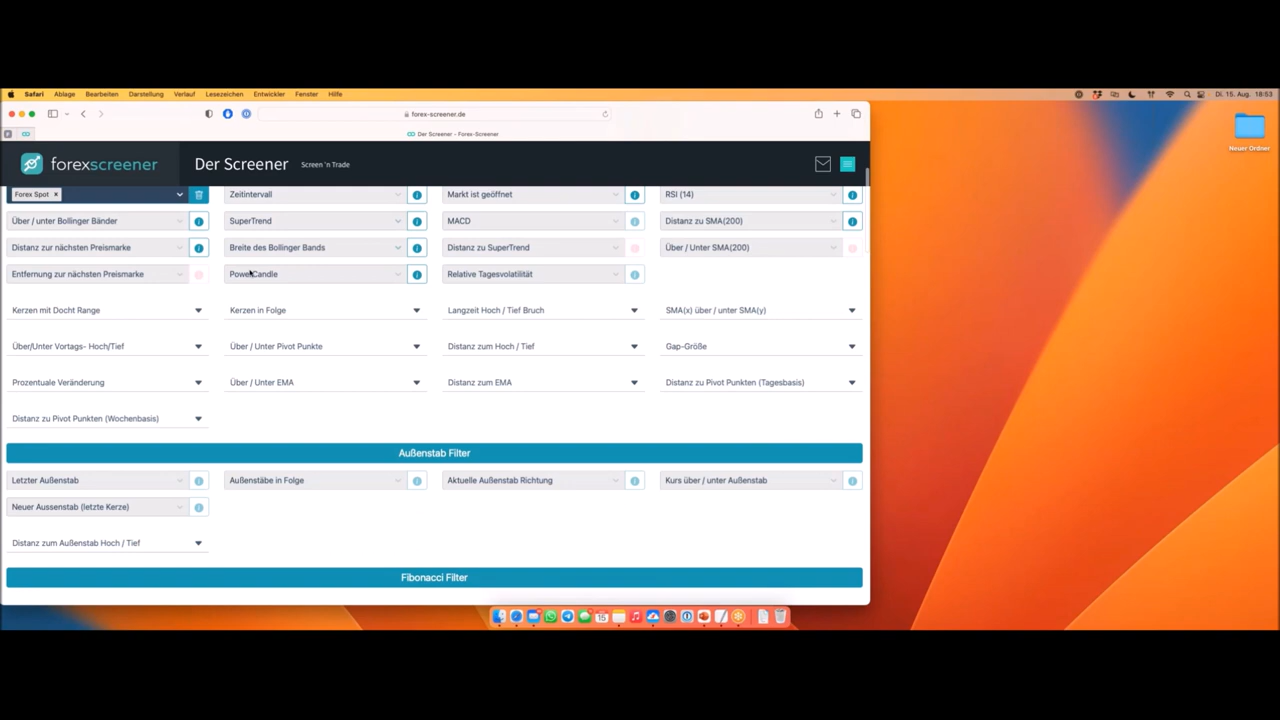 Safari Ablage Bearbeiten Darstellung Verlauf Lesezeichen Entwickler Fenster Hilfe Di. 15. Aug. 18:53
forex-screener.de
Der Screener - Forex-Screener
forexscreener Der Screener Screen 'n Trade
Neuer Ordner
Forex Spot × Zeitintervall Markt ist geöffnet RSI (14)
Über / unter Bollinger Bänder SuperTrend MACD Distanz zu SMA(200)
Distanz zur nächsten Preismarke Breite des Bollinger Bands Distanz zu SuperTrend Über / Unter SMA(200)
Entfernung zur nächsten Preismarke PowerCandle Relative Tagesvolatilität
Kerzen mit Docht Range Kerzen in Folge Langzeit Hoch / Tief Bruch SMA(x) über / unter SMA(y)
Über/Unter Vortags- Hoch/Tief Über / Unter Pivot Punkte Distanz zum Hoch / Tief Gap-Größe
Prozentuale Veränderung Über / Unter EMA Distanz zum EMA Distanz zu Pivot Punkten (Tagesbasis)
Distanz zu Pivot Punkten (Wochenbasis)
Außenstab Filter
Letzter Außenstab Außenstäbe in Folge Aktuelle Außenstab Richtung Kurs über / unter Außenstab
Neuer Aussenstab (letzte Kerze)
Distanz zum Außenstab Hoch / Tief
Fibonacci Filter